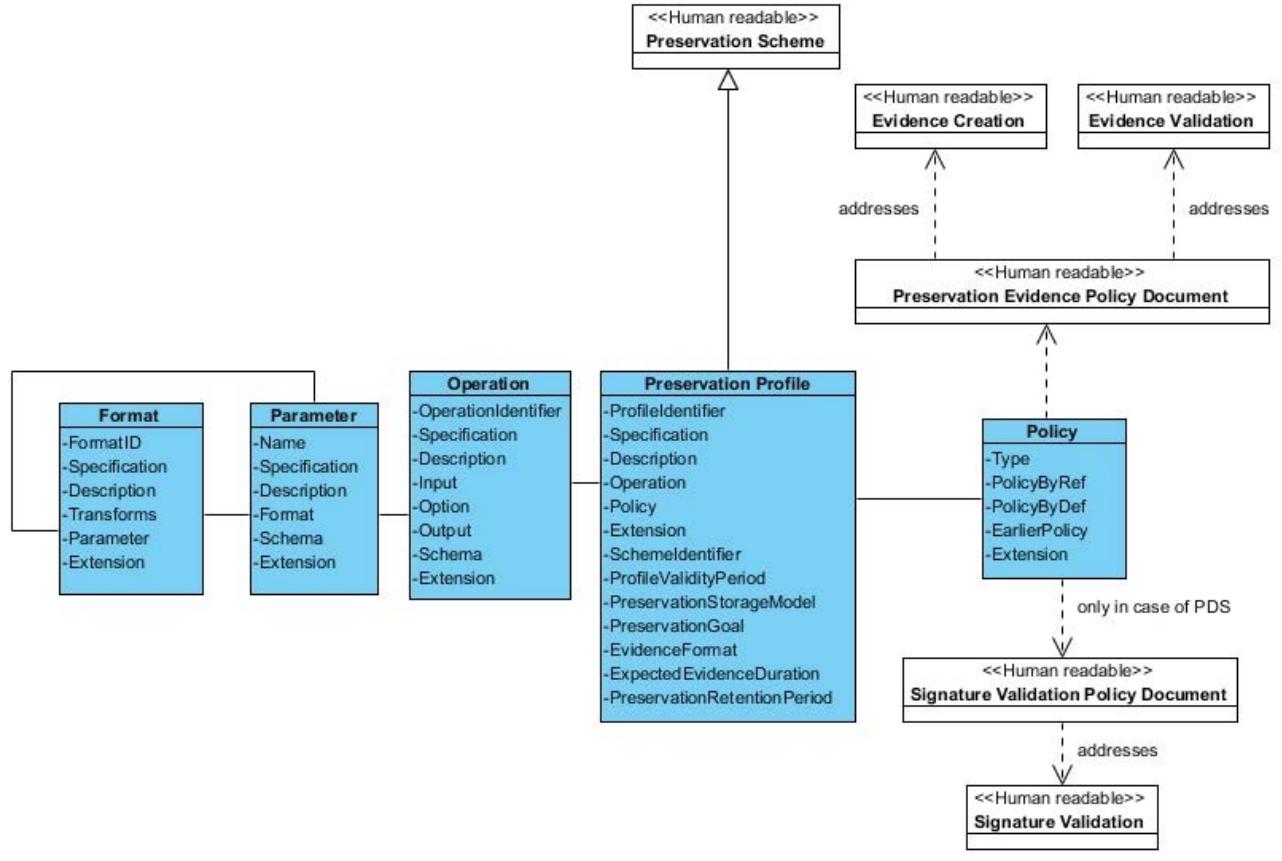 <<Human readable>>
Preservation Scheme
<<Human readable>>
Evidence Creation
<<Human readable>>
Evidence Validation
addresses
addresses
<<Human readable>>
Preservation Evidence Policy Document
Format
-FormatID
-Specification
-Description
-Transforms
-Parameter
-Extension
Parameter
-Name
-Specification
-Description
-Format
-Schema
-Extension
Operation
-OperationIdentifier
-Specification
-Description
-Input
-Option
-Output
-Schema
-Extension
Preservation Profile
-ProfileIdentifier
-Specification
-Description
-Operation
-Policy
-Extension
-SchemeIdentifier
-ProfileValidityPeriod
-PreservationStorageModel
-PreservationGoal
-EvidenceFormat
-ExpectedEvidenceDuration
-PreservationRetentionPeriod
Policy
-Type
-PolicyByRef
-PolicyByDef
-EarlierPolicy
-Extension
only in case of PDS
<<Human readable>>
Signature Validation Policy Document
addresses
<<Human readable>>
Signature Validation